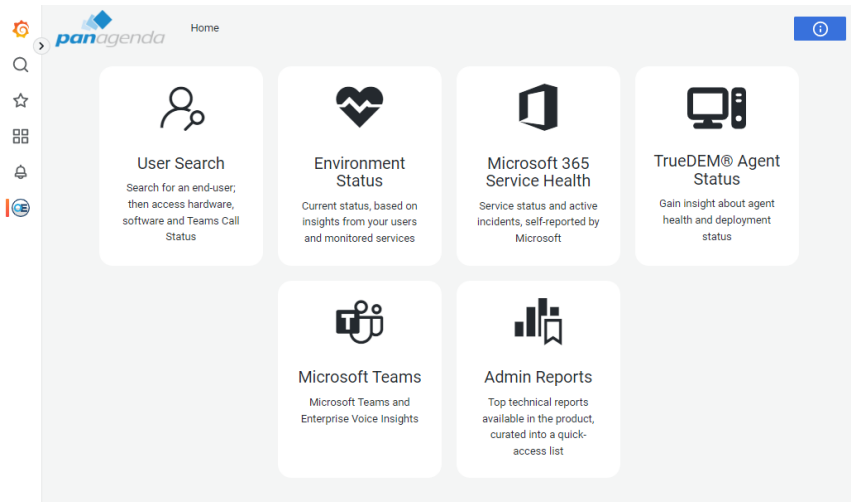 panagenda
Home
User Search
Search for an end-user;
then access hardware,
software and Teams Call
Status
Environment
Status
Current status, based on
insights from your users
and monitored services
Microsoft 365
Service Health
Service status and active
incidents, self-reported by
Microsoft
TrueDEM® Agent
Status
Gain insight about agent
health and deployment
status
T
Microsoft Teams
Microsoft Teams and
Enterprise Voice Insights
Admin Reports
Top technical reports
available in the product,
curated into a quick-
access list